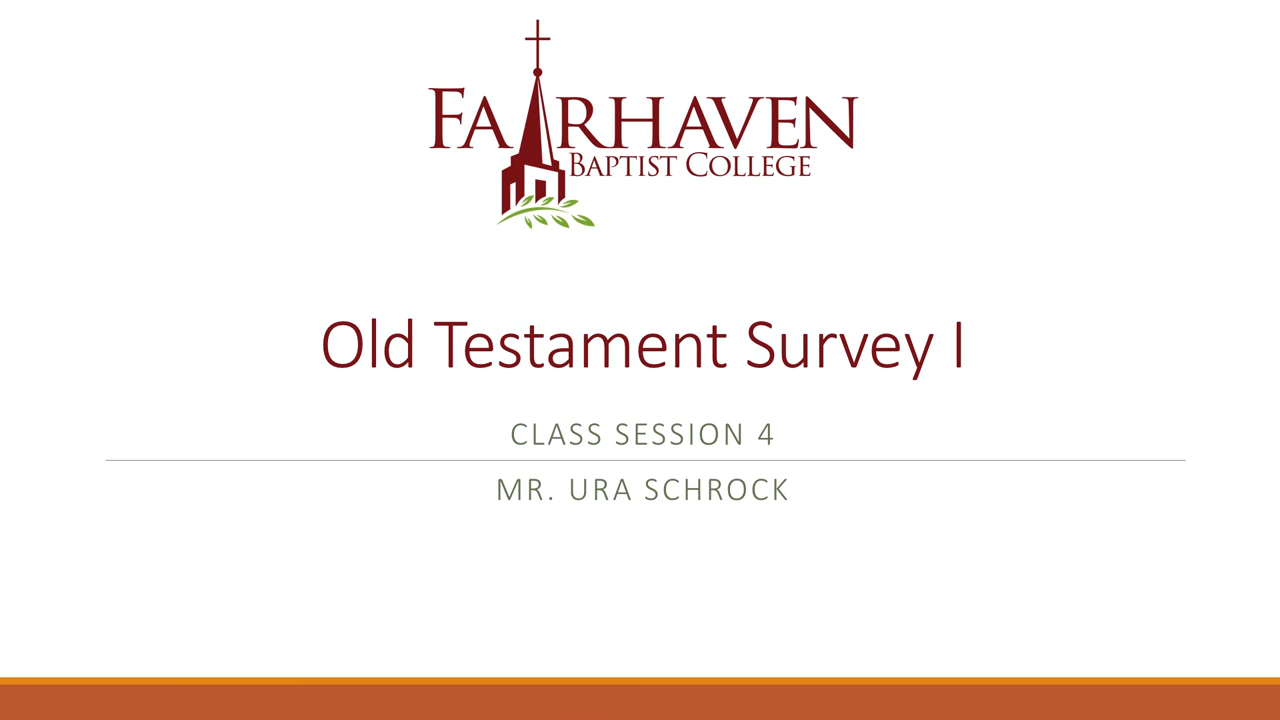 FAIRHAVEN
BAPTIST COLLEGE
Old Testament Survey I
CLASS SESSION 4
MR. URA SCHROCK